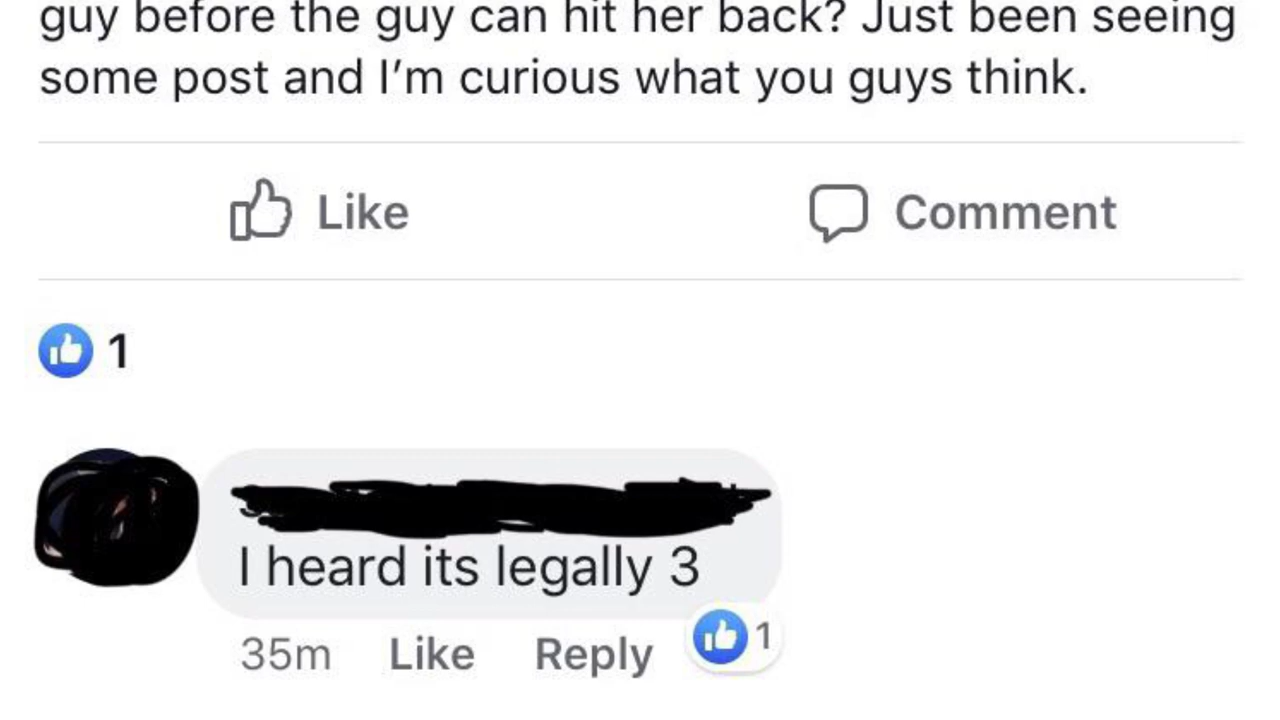 guy before the guy can hit her back? Just been seeing
some post and I'm curious what you guys think.
Like
Comment
1
I heard its legally 3
35m
Like
Reply
1